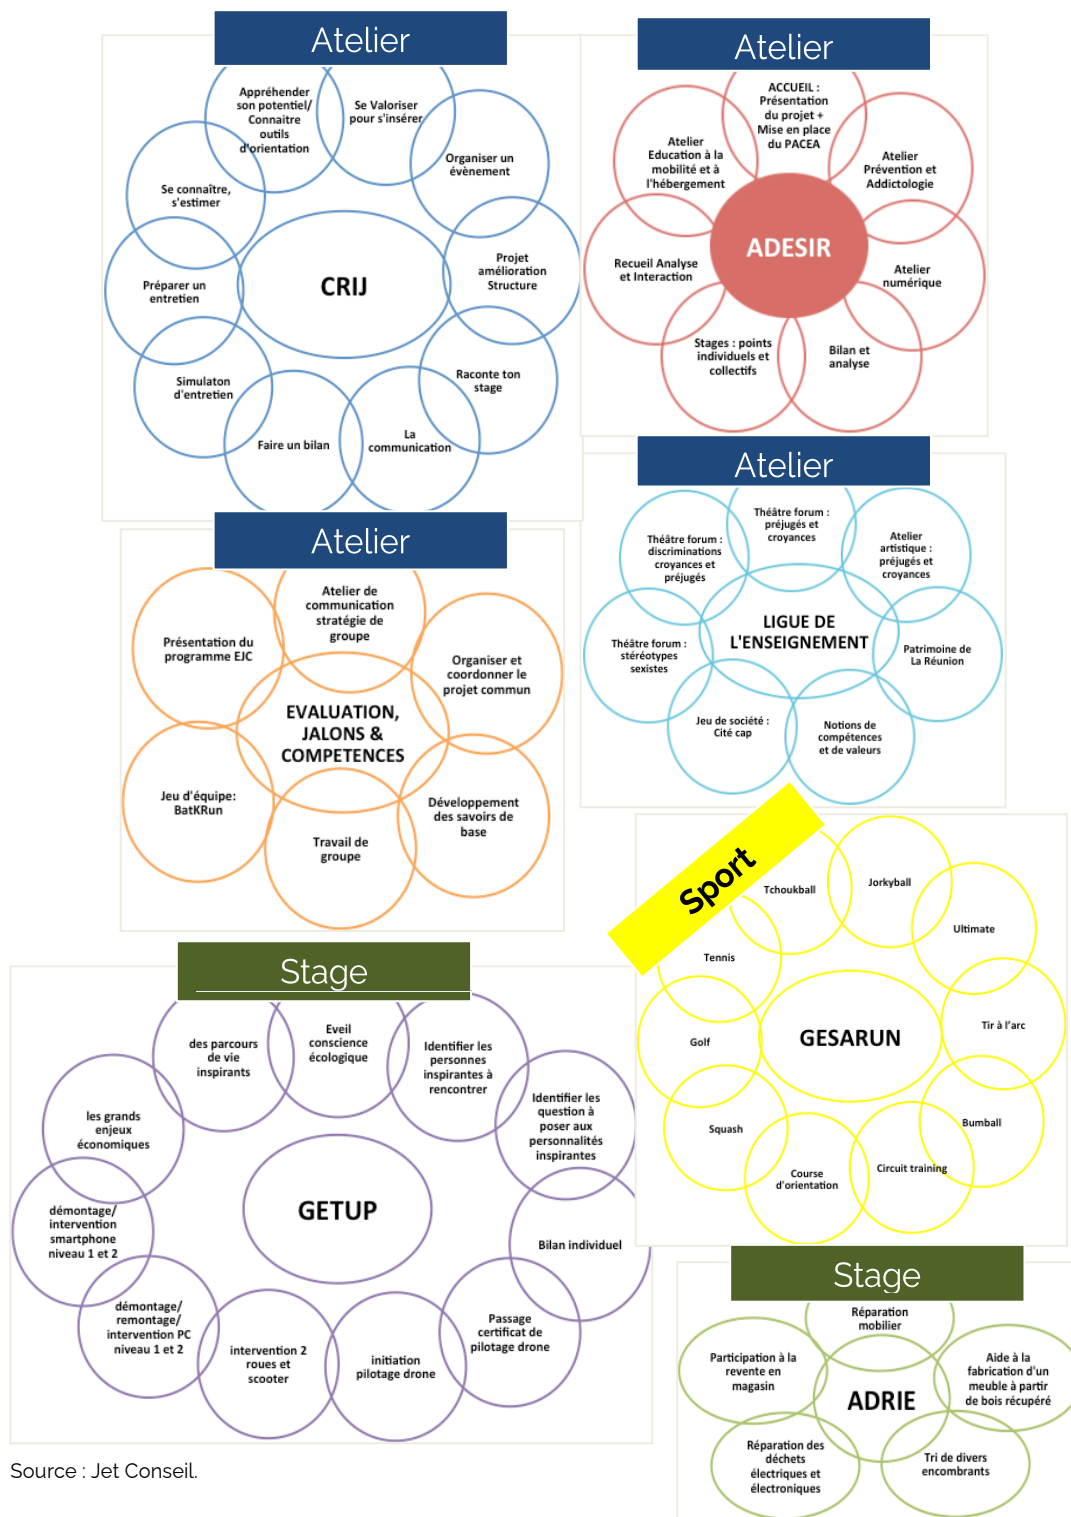 Atelier
Appréhender
son potentiel/
Connaitre
outils
d'orientation
Se Valoriser
pour s'insérer
Organiser un
évènement
Se connaître,
s'estimer
Projet
amélioration
Structure
CRIJ
Préparer un
entretien
Raconte ton
stage
Simulaton
d'entretien
La
communication
Faire un bilan
Atelier
ACCUEIL :
Présentation
du projet +
Mise en place
du PACEA
Atelier
Education à la
mobilité et à
l'hébergement
Atelier
Prévention et
Addictologie
ADESIR
Recueil Analyse
et Interaction
Atelier
numérique
Stages : points
individuels et
collectifs
Bilan et
analyse
Atelier
Théâtre forum :
préjugés et
croyances
Théâtre forum :
discriminations
croyances et
préjugés
Atelier
artistique :
préjugés et
croyances
LIGUE DE
L'ENSEIGNEMENT
Théâtre forum :
stéréotypes
sexistes
Patrimoine de
La Réunion
Jeu de société :
Cité cap
Notions de
compétences
et de valeurs
Atelier
Atelier de
communication
stratégie de
groupe
Présentation du
programme EJC
Organiser et
coordonner le
projet commun
EVALUATION,
JALONS &
COMPETENCES
Jeu d'équipe:
BatKRun
Développement
des savoirs de
base
Travail de
groupe
Sport
Tchoukball
Jorkyball
Ultimate
Tennis
Tir à l'arc
Golf
GESARUN
Squash
Bumball
Course
d'orientation
Circuit training
Stage
des parcours
de vie
inspirants
Eveil
conscience
écologique
Identifier les
personnes
inspirantes à
rencontrer
Identifier les
question à
poser aux
personnalités
inspirantes
les grands
enjeux
économiques
GETUP
démontage/
intervention
smartphone
niveau 1 et 2
Bilan individuel
démontage/
remontage/
intervention PC
niveau 1 et 2
Passage
certificat de
pilotage drone
intervention 2
roues et
scooter
initiation
pilotage drone
Stage
Réparation
mobilier
Participation à la
revente en
magasin
Aide à la
fabrication d'un
meuble à partir
de bois récupéré
ADRIE
Réparation des
déchets
électriques et
électroniques
Tri de divers
encombrants
Source : Jet Conseil.